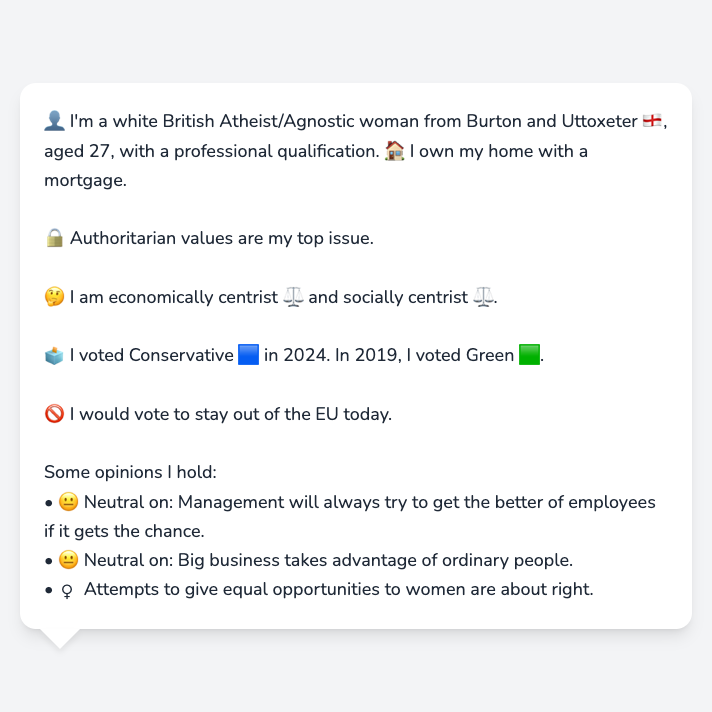 👤 I'm a white British Atheist/Agnostic woman from Burton and Uttoxeter 🏴󠁧󠁢󠁥󠁮󠁧󠁿,
aged 27, with a professional qualification. 🏠 I own my home with a
mortgage.
🔒 Authoritarian values are my top issue.
🤔 I am economically centrist ⚖️ and socially centrist ⚖️.
🗳️ I voted Conservative 🟦 in 2024. In 2019, I voted Green 🟩.
🚫 I would vote to stay out of the EU today.
Some opinions I hold:
• 😐 Neutral on: Management will always try to get the better of employees
if it gets the chance.
• 😐 Neutral on: Big business takes advantage of ordinary people.
• ♀ Attempts to give equal opportunities to women are about right.